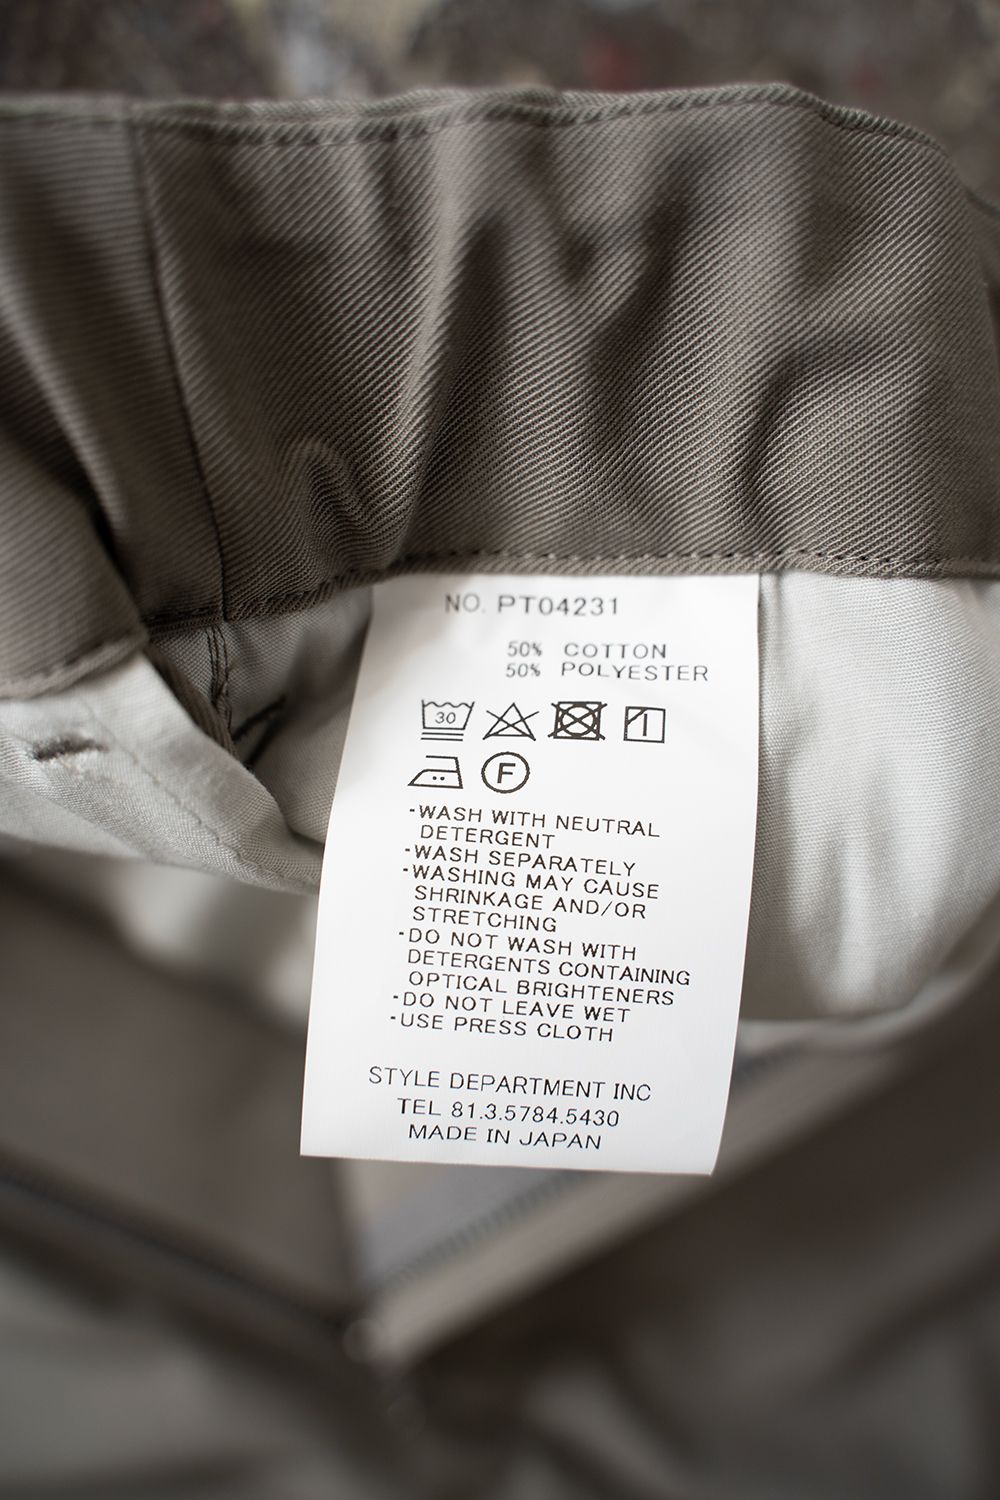 NO. PT04231
50% COTTON
50% POLYESTER
30
F
-WASH WITH NEUTRAL
DETERGENT
-WASH SEPARATELY
-WASHING MAY CAUSE
SHRINKAGE AND/OR
STRETCHING
-DO NOT WASH WITH
DETERGENTS CONTAINING
OPTICAL BRIGHTENERS
-DO NOT LEAVE WET
-USE PRESS CLOTH
STYLE DEPARTMENT INC
TEL 81.3.5784.5430
MADE IN JAPAN